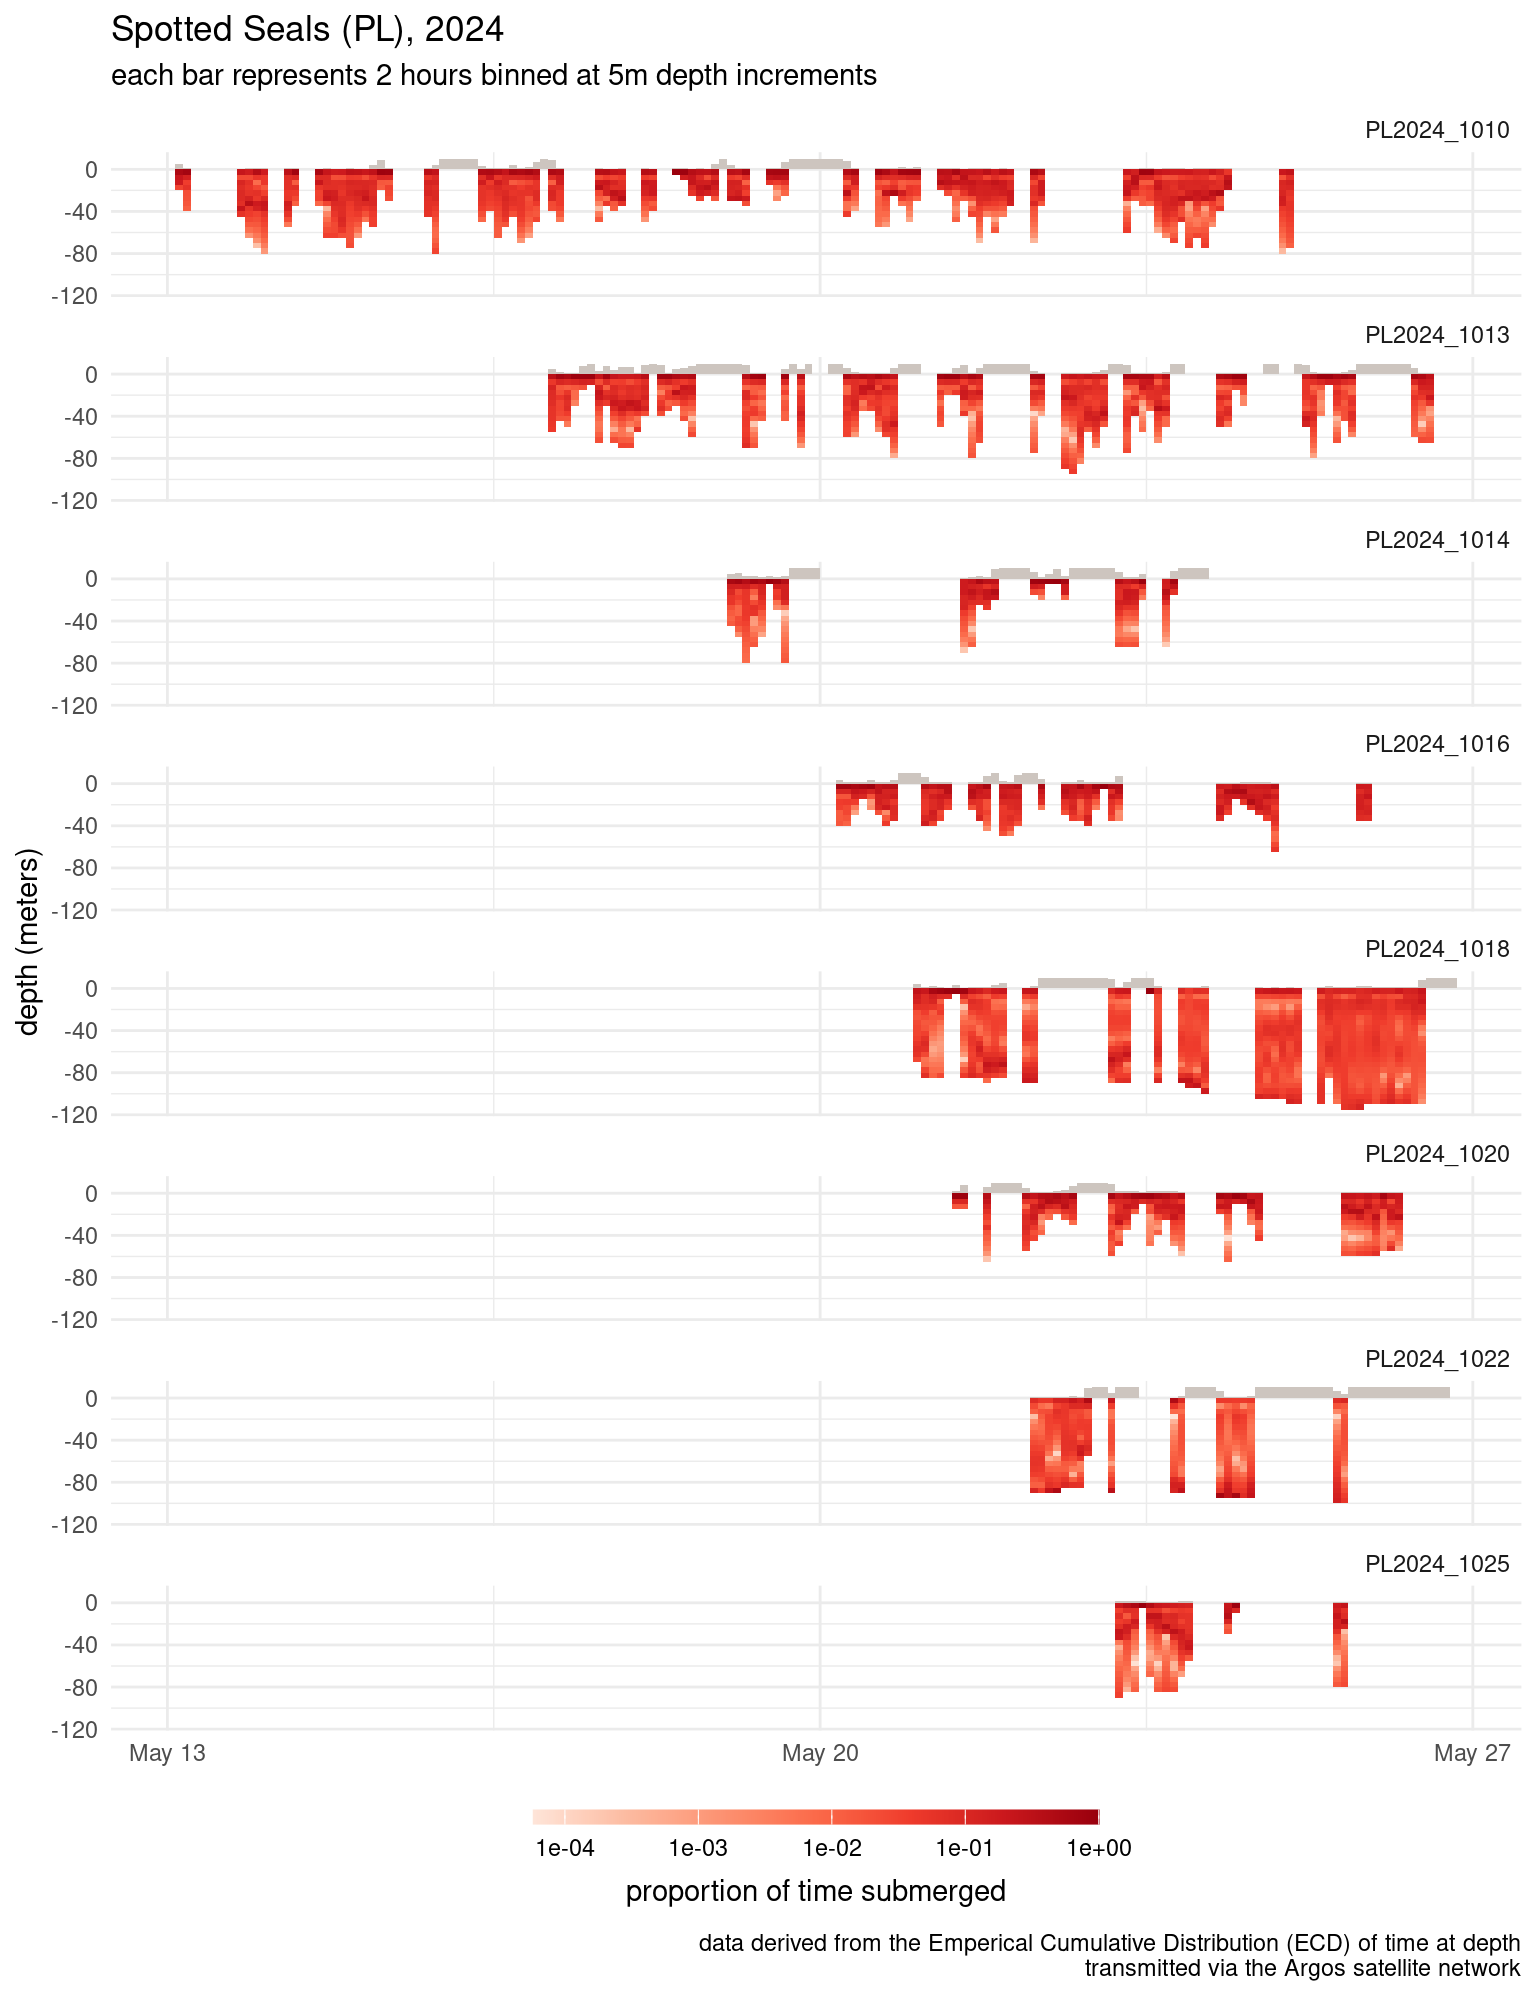 Spotted Seals (PL), 2024
each bar represents 2 hours binned at 5m depth increments
PL2024_1010
0
-40
-80
-120
PL2024_1013
0
-40
-80
-120
PL2024_1014
0
-40
-80
-120
PL2024_1016
0
-40
-80
-120
depth (meters)
PL2024_1018
0
-40
-80
-120
PL2024_1020
0
-40
-80
-120
PL2024_1022
0
-40
-80
-120
PL2024_1025
0
-40
-80
-120
May 13 May 20 May 27
1e-04 1e-03 1e-02 1e-01 1e+00
proportion of time submerged
data derived from the Emperical Cumulative Distribution (ECD) of time at depth
transmitted via the Argos satellite network